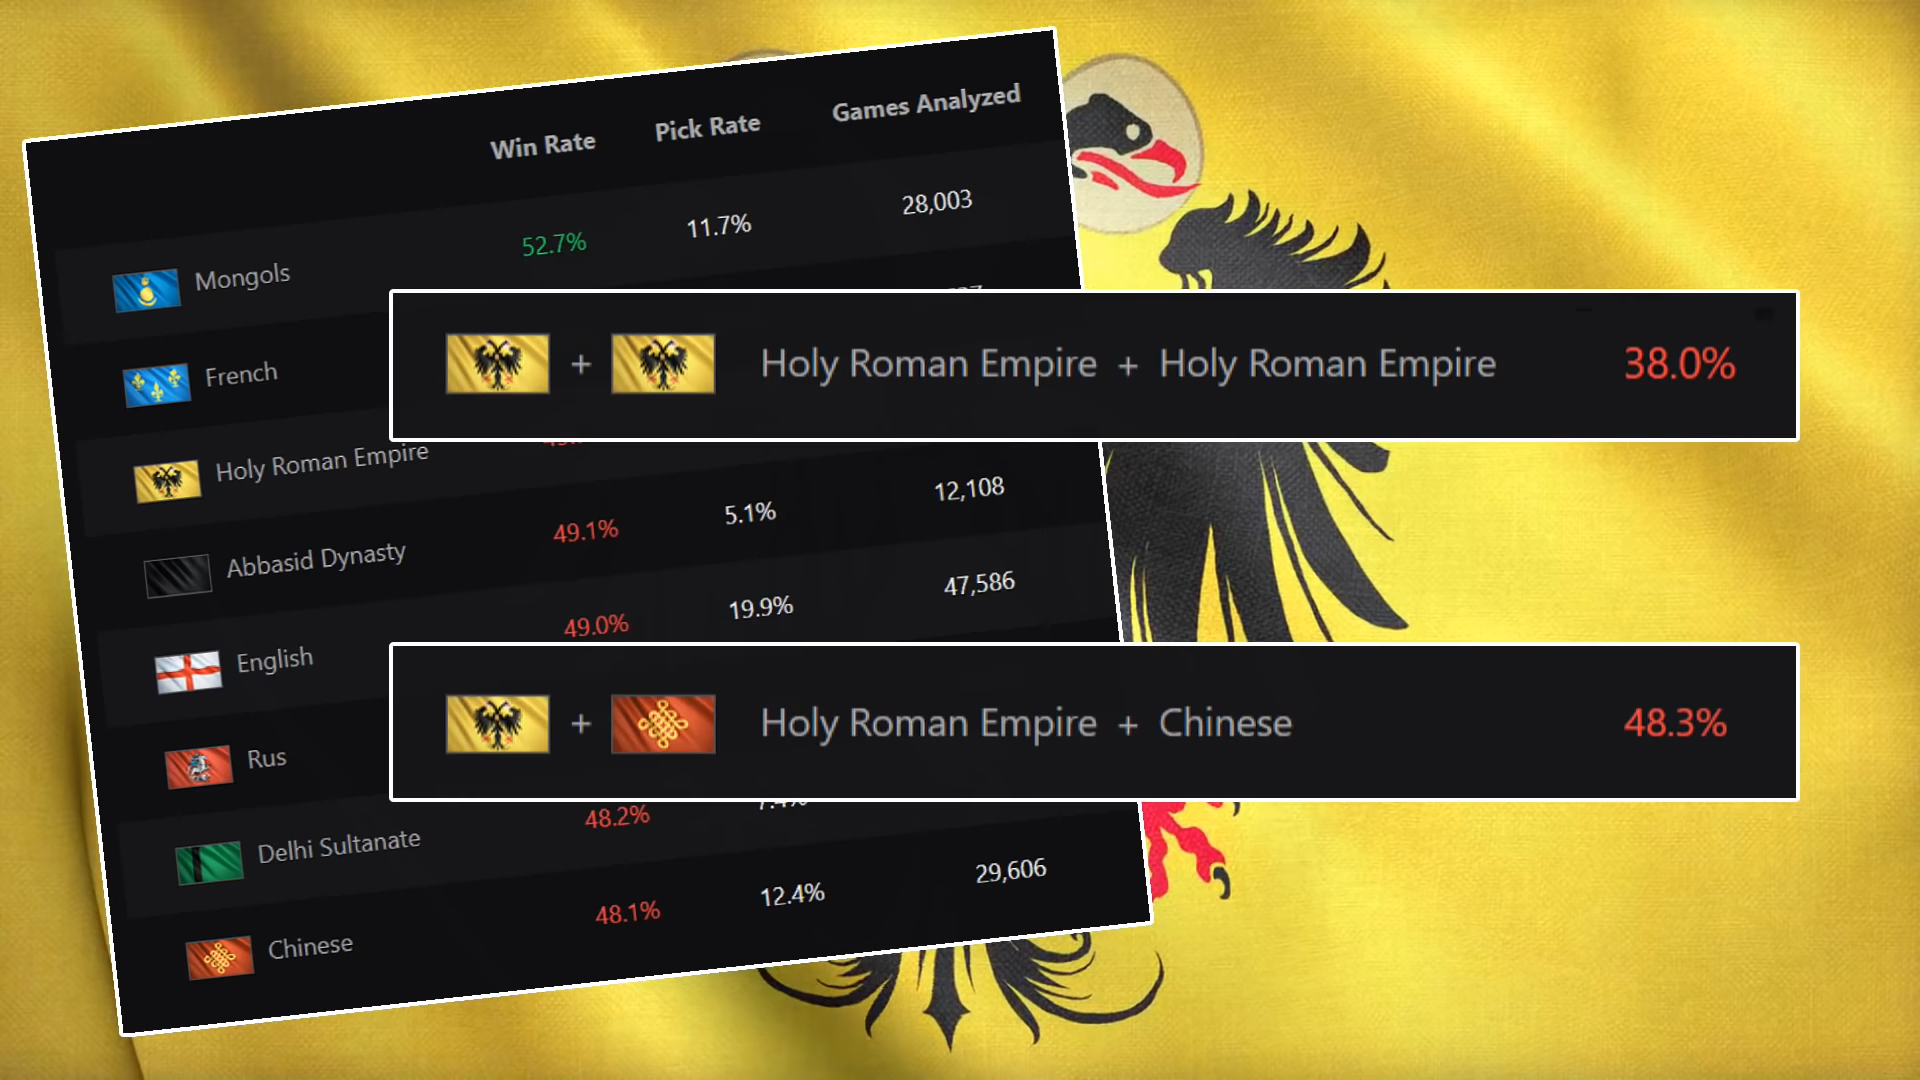 Win Rate Pick Rate Games Analyzed
Mongols 52.7% 11.7% 28,003
French
Holy Roman Empire + Holy Roman Empire 38.0%
Holy Roman Empire
Abbasid Dynasty 49.1% 5.1% 12,108
English 49.0% 19.9% 47,586
Holy Roman Empire + Chinese 48.3%
Rus
Delhi Sultanate 48.2%
Chinese 48.1% 12.4% 29,606